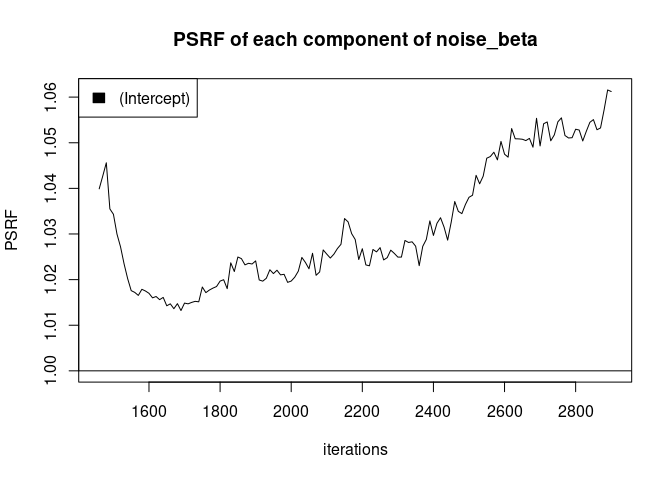 PSRF of each component of noise_beta
(Intercept)
PSRF
1.06
1.05
1.04
1.03
1.02
1.01
1.00
1600 1800 2000 2200 2400 2600 2800
iterations